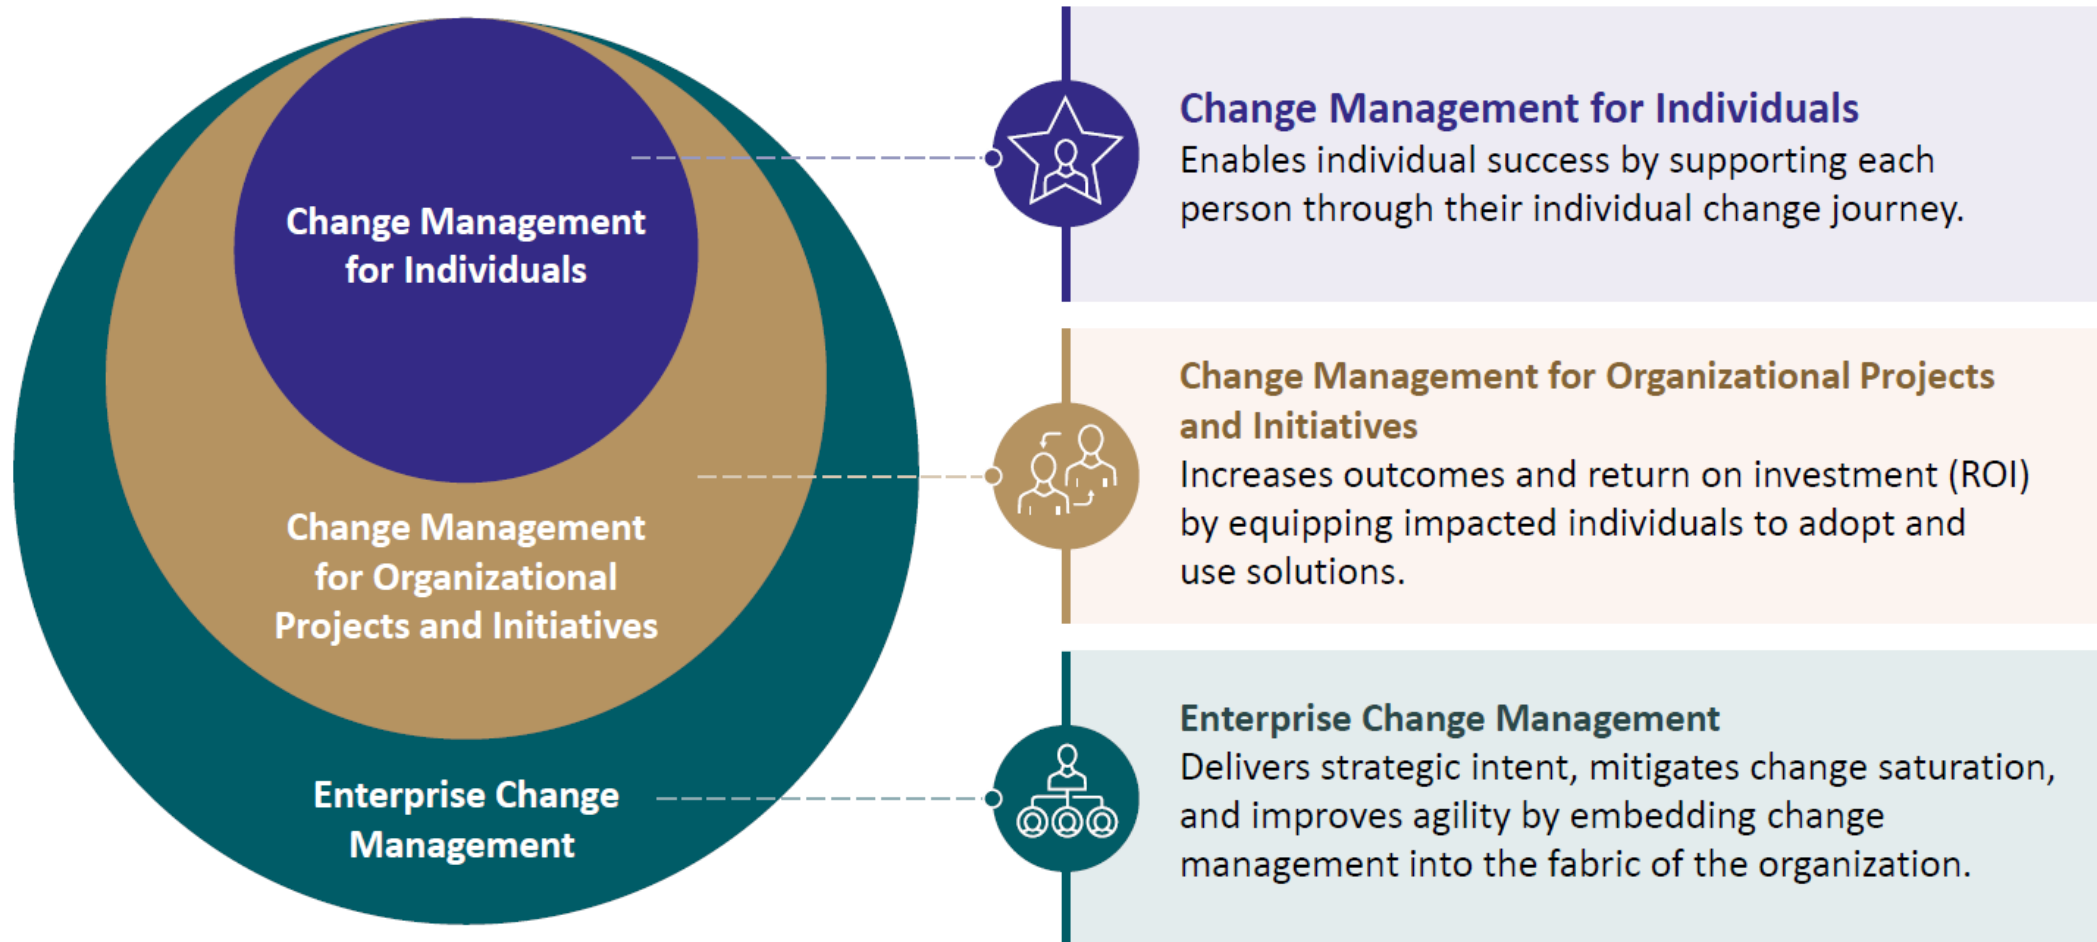 Change Management
for Individuals
Change Management
for Organizational
Projects and Initiatives
Enterprise Change
Management
Change Management for Individuals
Enables individual success by supporting each
person through their individual change journey.
Change Management for Organizational Projects
and Initiatives
Increases outcomes and return on investment (ROI)
by equipping impacted individuals to adopt and
use solutions.
Enterprise Change Management
Delivers strategic intent, mitigates change saturation,
and improves agility by embedding change
management into the fabric of the organization.